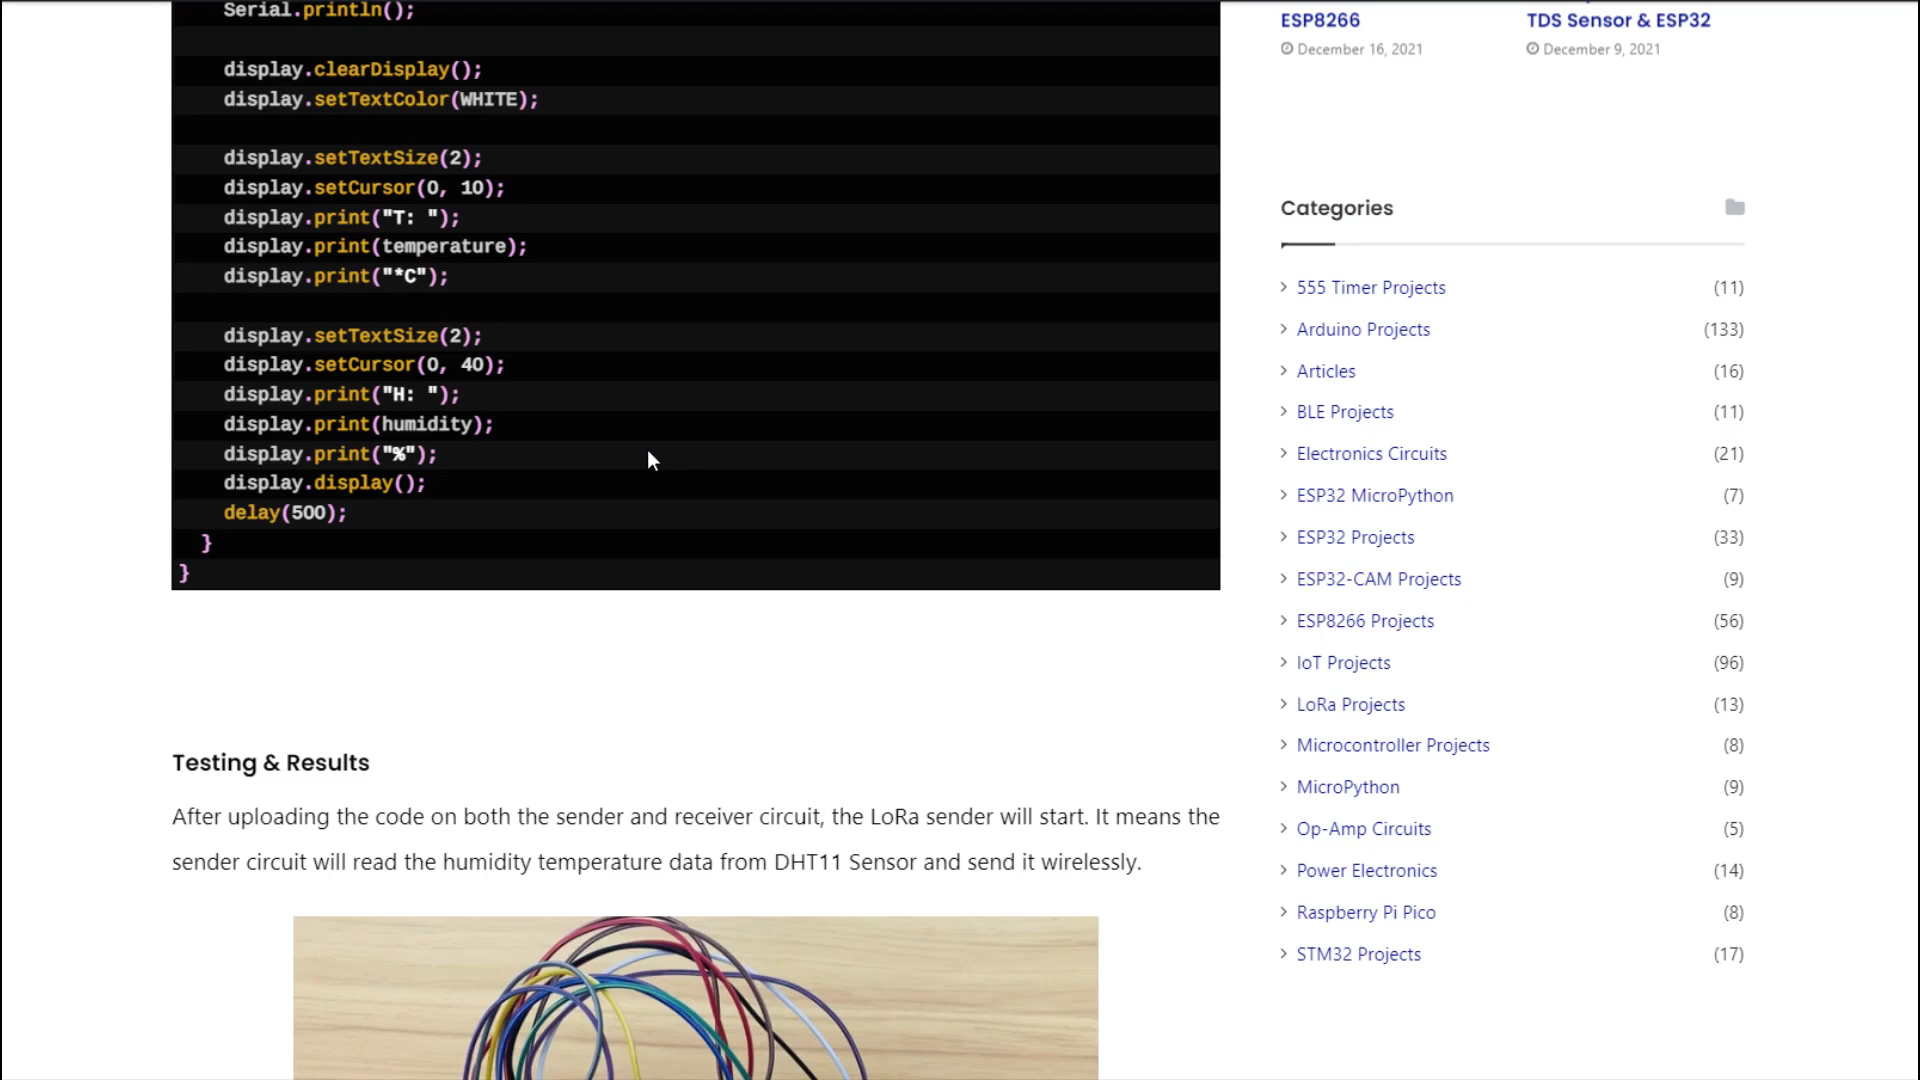 Serial.println();
display.clearDisplay();
display.setTextColor(WHITE);
display.setTextSize(2);
display.setCursor(0, 10);
display.print("T: ");
display.print(temperature);
display.print("*C");
display.setTextSize(2);
display.setCursor(0, 40);
display.print("H: ");
display.print(humidity);
display.print("%");
display.display();
delay(500);
}
}
Testing & Results
After uploading the code on both the sender and receiver circuit, the LoRa sender will start. It means the
sender circuit will read the humidity temperature data from DHT11 Sensor and send it wirelessly.
ESP8266
December 16, 2021
TDS Sensor & ESP32
December 9, 2021
Categories
555 Timer Projects (11)
Arduino Projects (133)
Articles (16)
BLE Projects (11)
Electronics Circuits (21)
ESP32 MicroPython (7)
ESP32 Projects (33)
ESP32-CAM Projects (9)
ESP8266 Projects (56)
IoT Projects (96)
LoRa Projects (13)
Microcontroller Projects (8)
MicroPython (9)
Op-Amp Circuits (5)
Power Electronics (14)
Raspberry Pi Pico (8)
STM32 Projects (17)